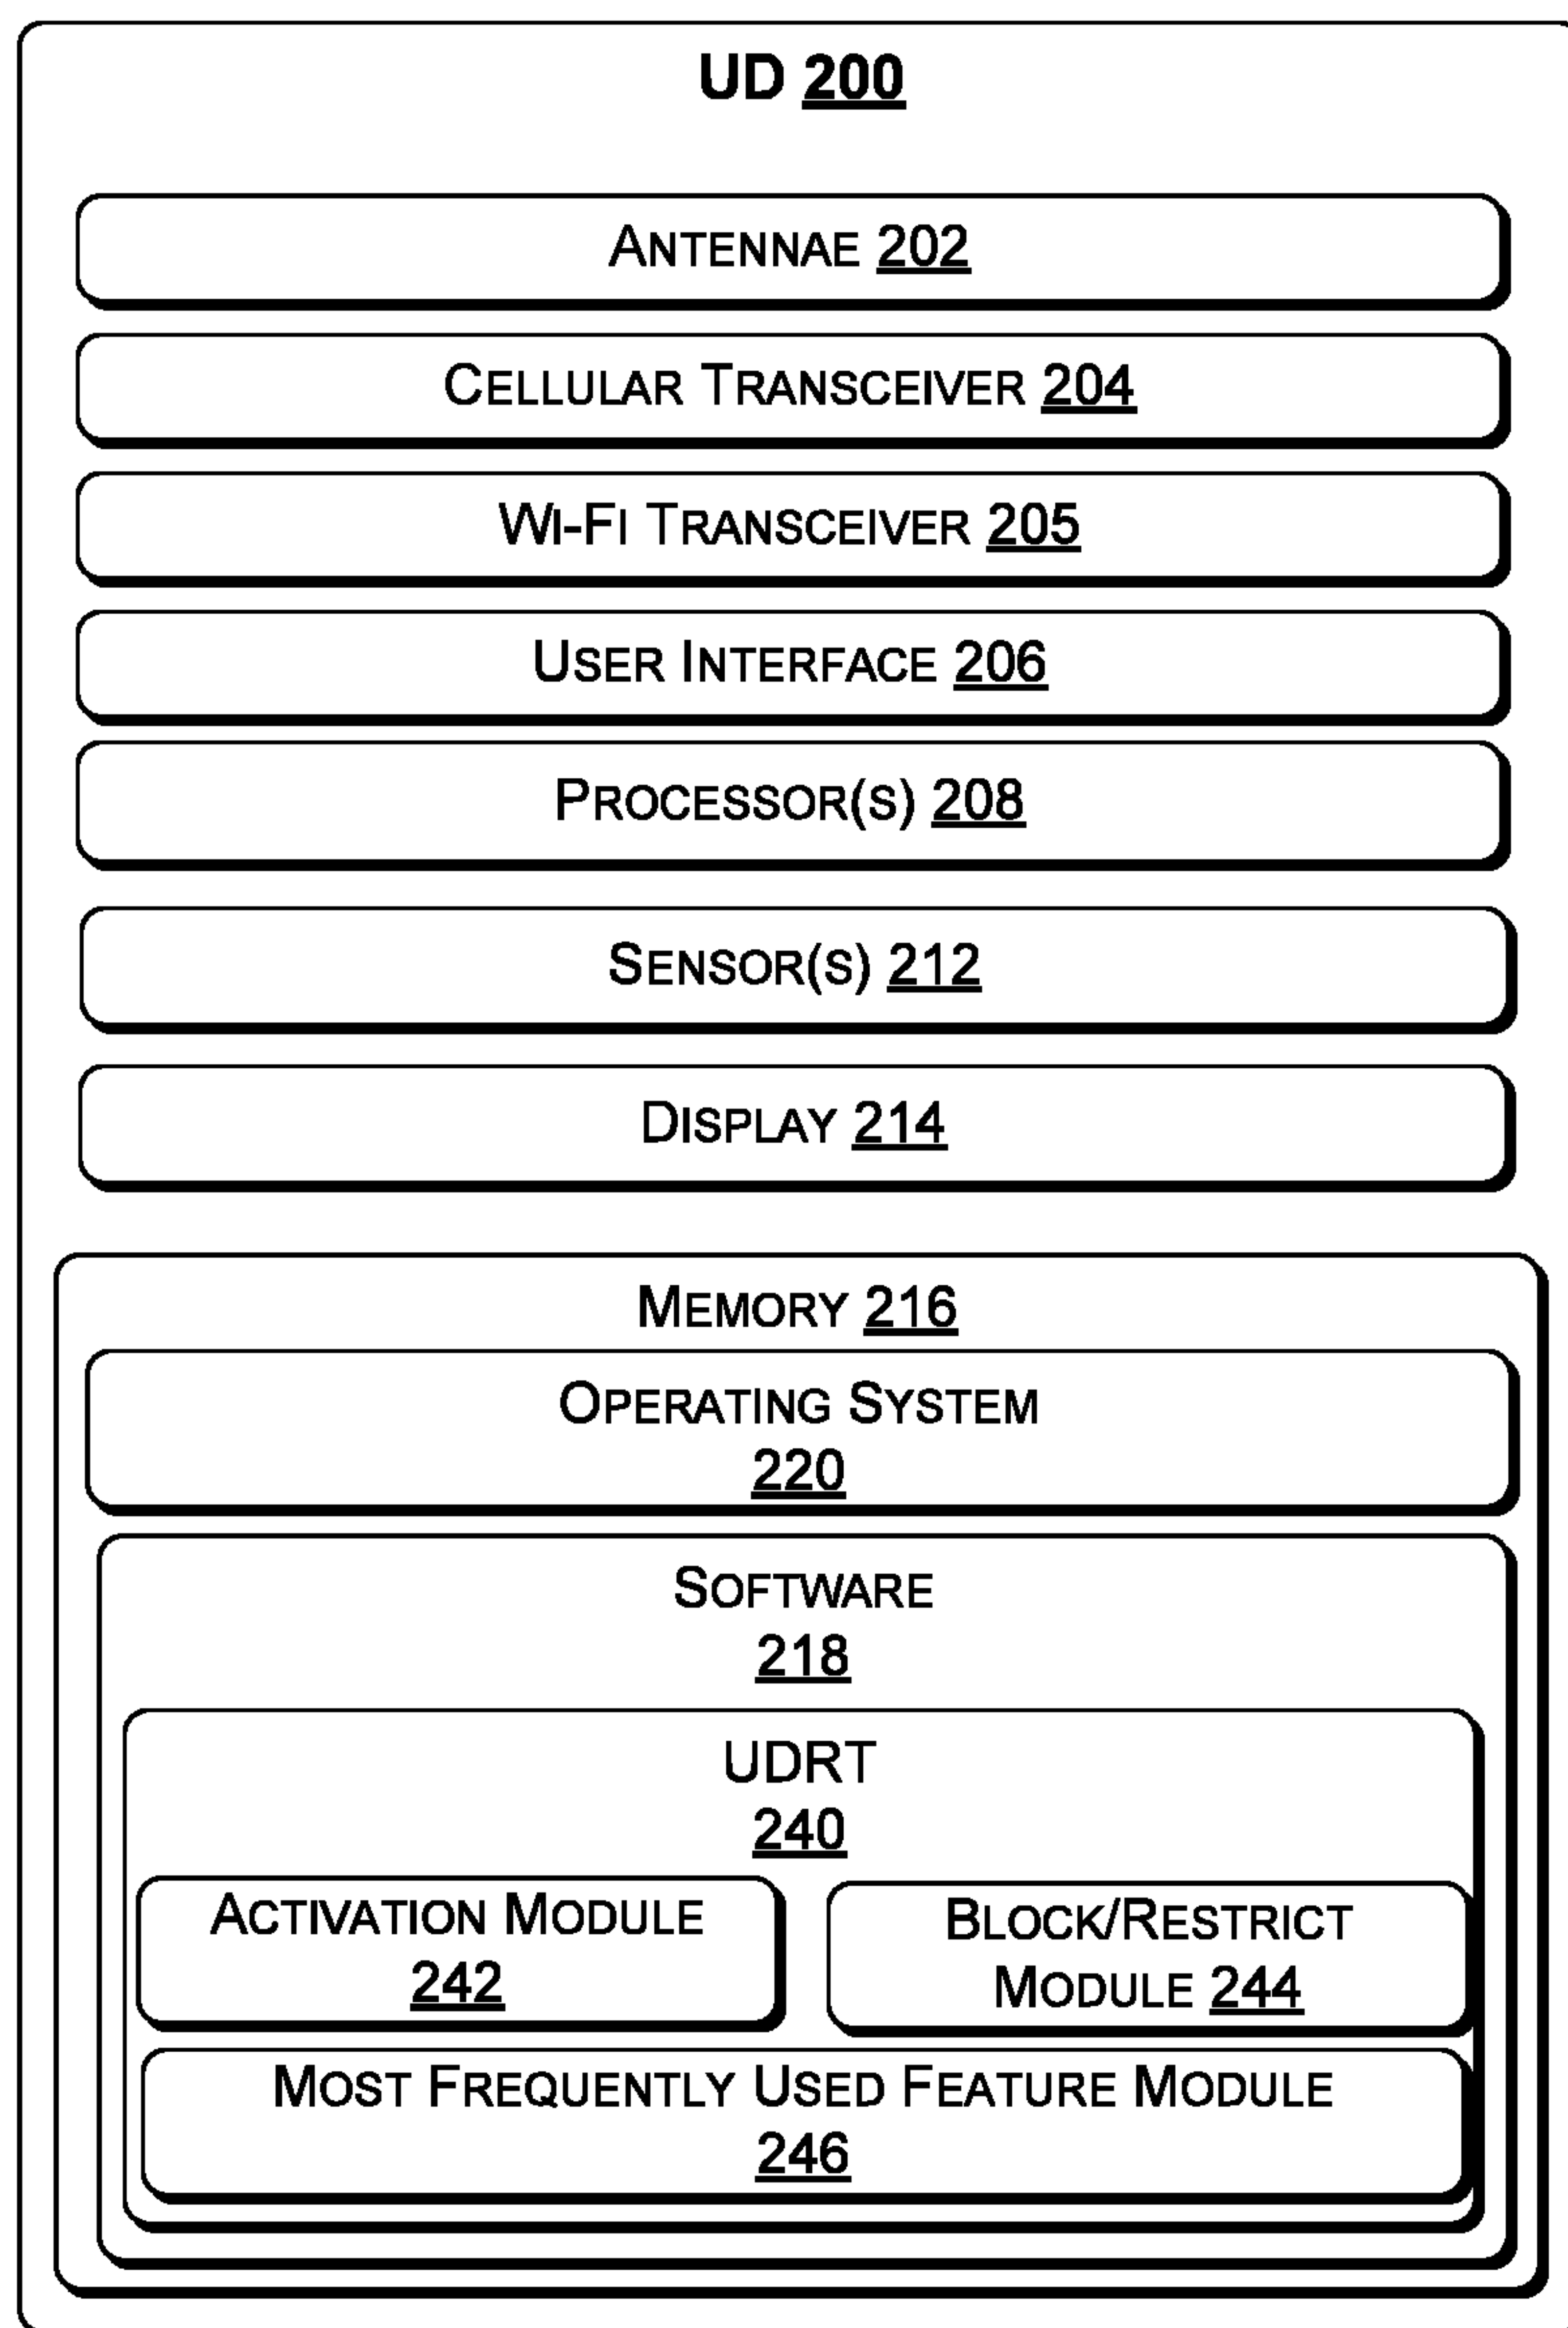 UD 200
ANTENNAE 202
CELLULAR TRANSCEIVER 204
WI-FI TRANSCEIVER 205
USER INTERFACE 206
PROCESSOR(S) 208
SENSOR(S) 212
DISPLAY 214
MEMORY 216
OPERATING SYSTEM
220
SOFTWARE
218
UDRT
240
ACTIVATION MODULE
242
BLOCK/RESTRICT
MODULE 244
MOST FREQUENTLY USED FEATURE MODULE
246